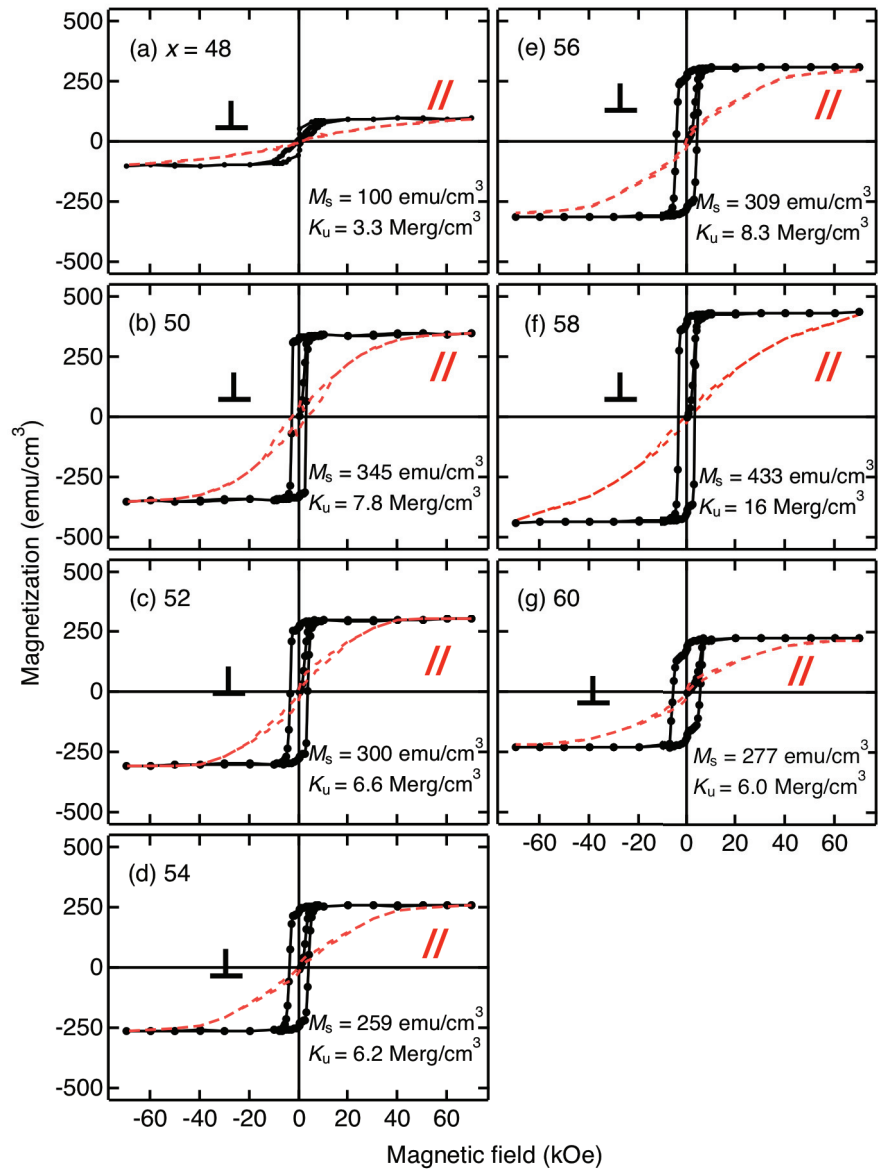 Magnetization (emu/cm³)
500
250
0
-250
-500
(a) x = 48
⊥
//
Mₛ = 100 emu/cm³
Kᵤ = 3.3 Merg/cm³
500
250
0
-250
-500
(b) 50
⊥
//
Mₛ = 345 emu/cm³
Kᵤ = 7.8 Merg/cm³
500
250
0
-250
-500
(c) 52
⊥
//
Mₛ = 300 emu/cm³
Kᵤ = 6.6 Merg/cm³
500
250
0
-250
-500
(d) 54
⊥
//
Mₛ = 259 emu/cm³
Kᵤ = 6.2 Merg/cm³
-60 -40 -20 0 20 40 60
(e) 56
⊥
//
Mₛ = 309 emu/cm³
Kᵤ = 8.3 Merg/cm³
(f) 58
⊥
//
Mₛ = 433 emu/cm³
Kᵤ = 16 Merg/cm³
(g) 60
⊥
//
Mₛ = 277 emu/cm³
Kᵤ = 6.0 Merg/cm³
-60 -40 -20 0 20 40 60
Magnetic field (kOe)